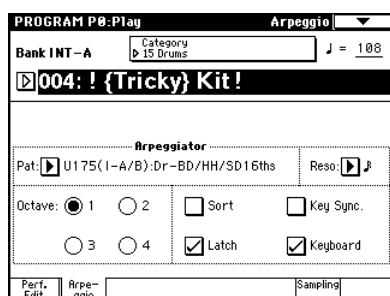 PROGRAM P0:Play Arpeggio
Bank INT-A Category 15 Drums ♩ = 108
004: ! {Tricky} Kit!
Arpeggiator
Pat: U175(I-A/B):Dr-BD/HH/SD16ths Reso: ♪
Octave: 1 2 Sort Key Sync.
3 4 Latch Keyboard
Perf. Edit Arpe-ggio Sampling